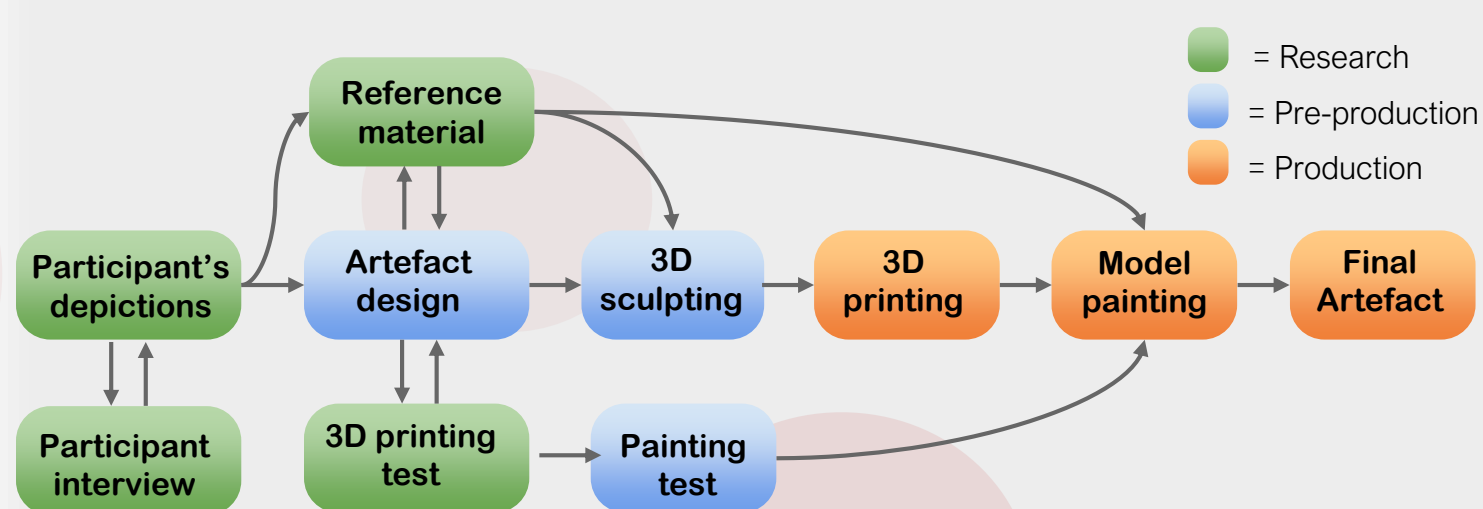 Reference
material
= Research
= Pre-production
= Production
Participant's
depictions
Artefact
design
3D
sculpting
3D
printing
Model
painting
Final
Artefact
Participant
interview
3D printing
test
Painting
test